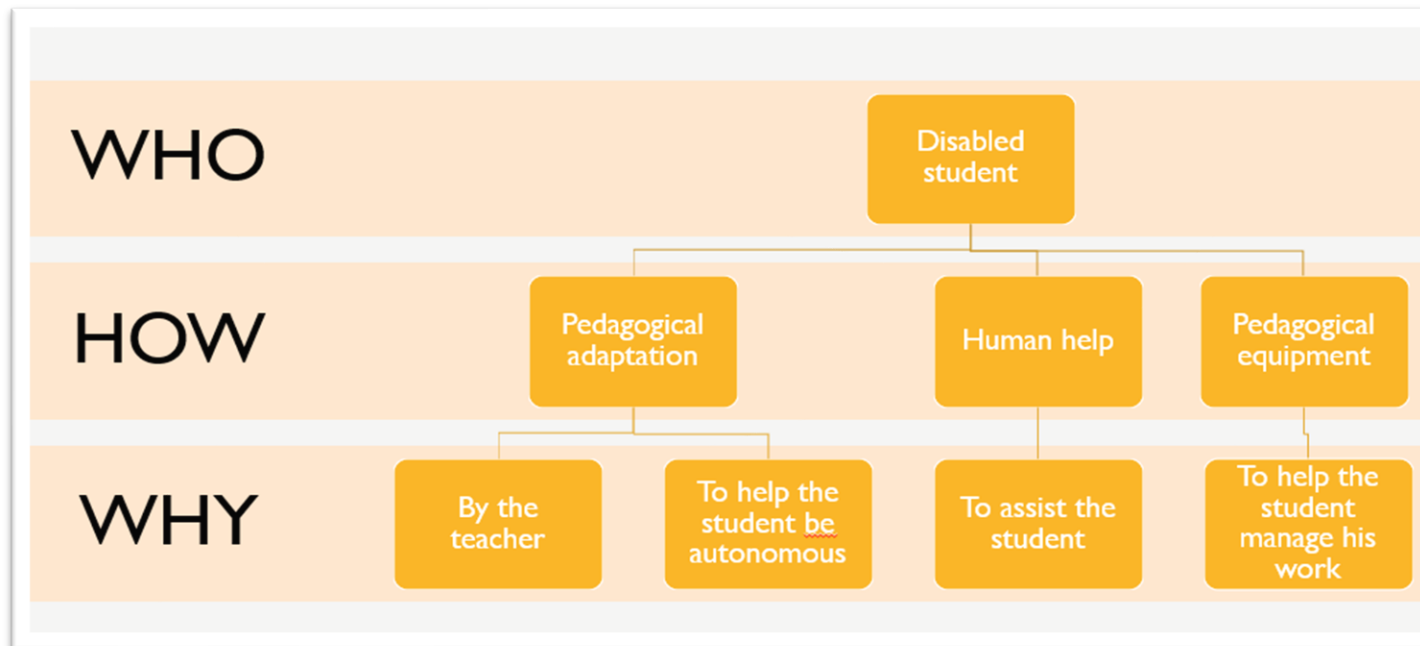 WHO
Disabled
student
HOW
Pedagogical
adaptation
Human help
Pedagogical
equipment
WHY
By the
teacher
To help the
student be
autonomous
To assist the
student
To help the
student
manage his
work